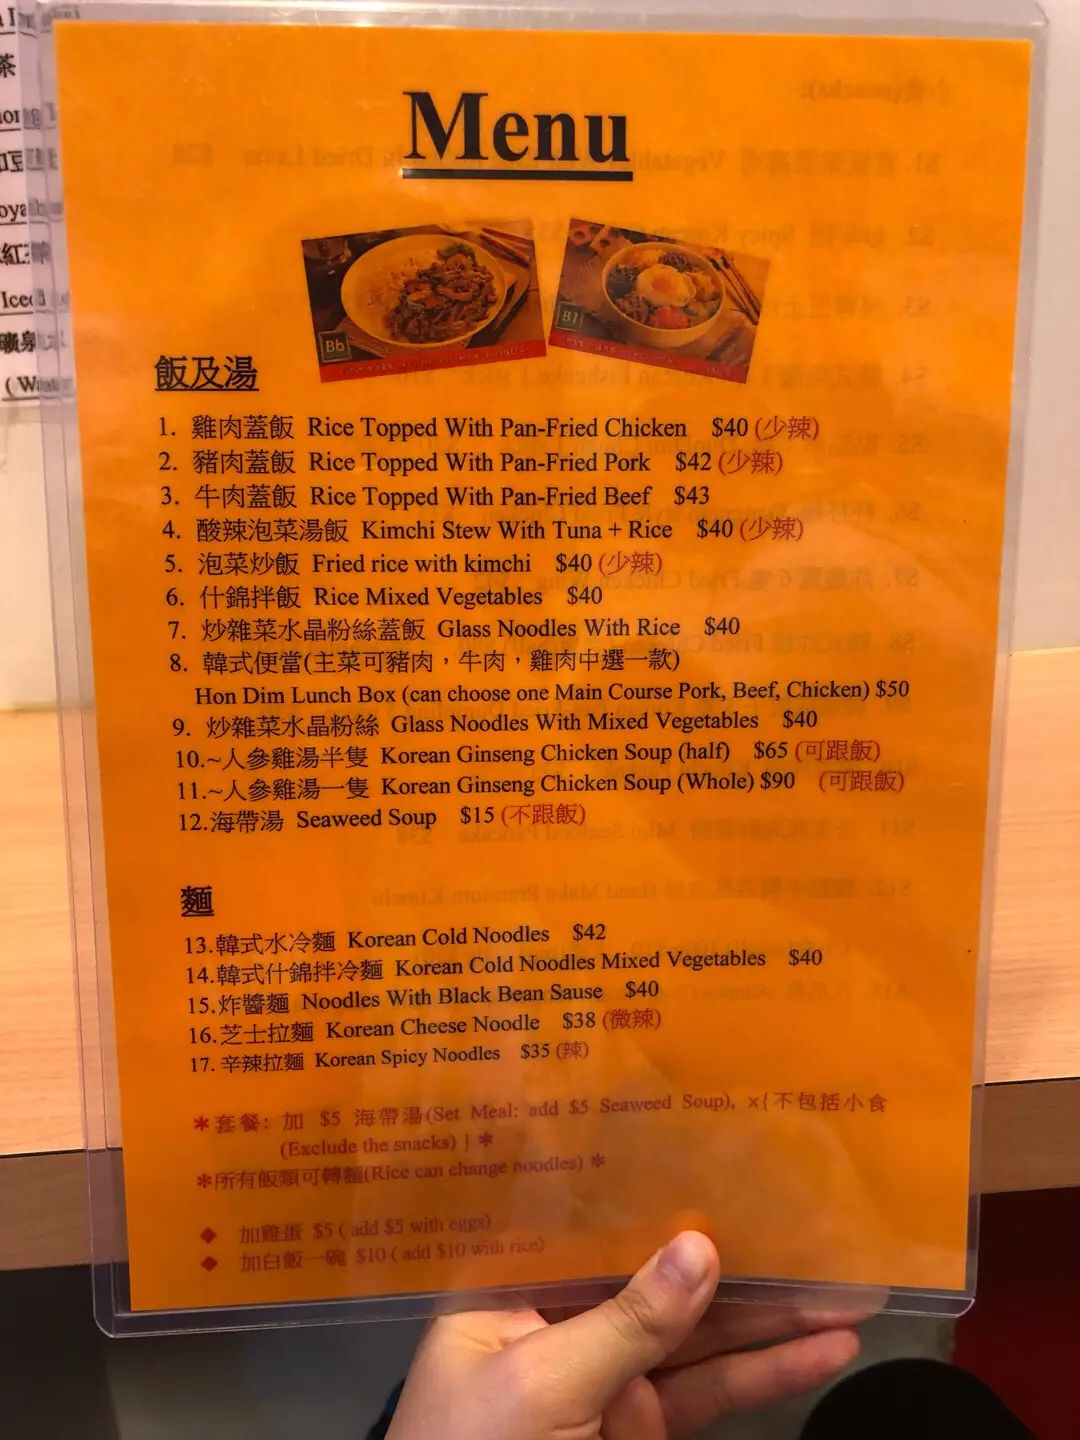 Menu
Bb
B1
飯及湯
1. 雞肉蓋飯 Rice Topped With Pan-Fried Chicken $40 (少辣)
2. 豬肉蓋飯 Rice Topped With Pan-Fried Pork $42 (少辣)
3. 牛肉蓋飯 Rice Topped With Pan-Fried Beef $43
4. 酸辣泡菜湯飯 Kimchi Stew With Tuna + Rice $40 (少辣)
5. 泡菜炒飯 Fried rice with kimchi $40 (少辣)
6. 什錦拌飯 Rice Mixed Vegetables $40
7. 炒雜菜水晶粉絲蓋飯 Glass Noodles With Rice $40
8. 韓式便當(主菜可豬肉，牛肉，雞肉中選一款)
Hon Dim Lunch Box (can choose one Main Course Pork, Beef, Chicken) $50
9. 炒雜菜水晶粉絲 Glass Noodles With Mixed Vegetables $40
10.~人參雞湯半隻 Korean Ginseng Chicken Soup (half) $65 (可跟飯)
11.~人參雞湯一隻 Korean Ginseng Chicken Soup (Whole) $90 (可跟飯)
12.海帶湯 Seaweed Soup $15 (不跟飯)
麵
13.韓式水冷麵 Korean Cold Noodles $42
14.韓式什錦拌冷麵 Korean Cold Noodles Mixed Vegetables $40
15.炸醬麵 Noodles With Black Bean Sause $40
16.芝士拉麵 Korean Cheese Noodle $38 (微辣)
17. 辛辣拉麵 Korean Spicy Noodles $35 (辣)
*套餐: 加 $5 海帶湯(Set Meal: add $5 Seaweed Soup), x{不包括小食
(Exclude the snacks) } *
*所有飯類可轉麵(Rice can change noodles) *
◆ 加雞蛋 $5 ( add $5 with eggs)
◆ 加白飯一碗 $10 ( add $10 with rice)